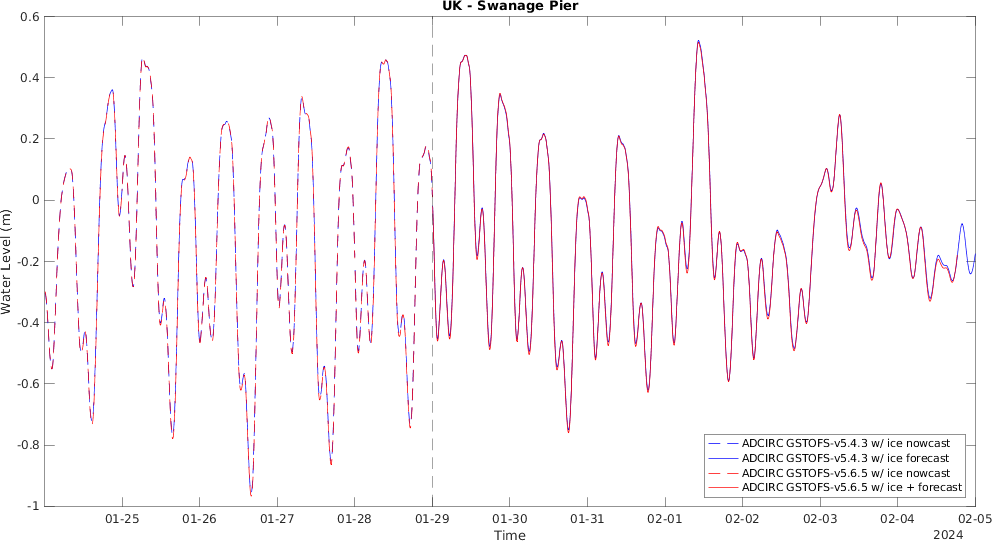 UK - Swanage Pier
0.6
0.4
0.2
0
-0.2
-0.4
-0.6
-0.8
-1
Water Level (m)
01-25 01-26 01-27 01-28 01-29 01-30 01-31 02-01 02-02 02-03 02-04 02-05
Time
2024
ADCIRC GSTOFS-v5.4.3 w/ ice nowcast
ADCIRC GSTOFS-v5.4.3 w/ ice forecast
ADCIRC GSTOFS-v5.6.5 w/ ice nowcast
ADCIRC GSTOFS-v5.6.5 w/ ice + forecast